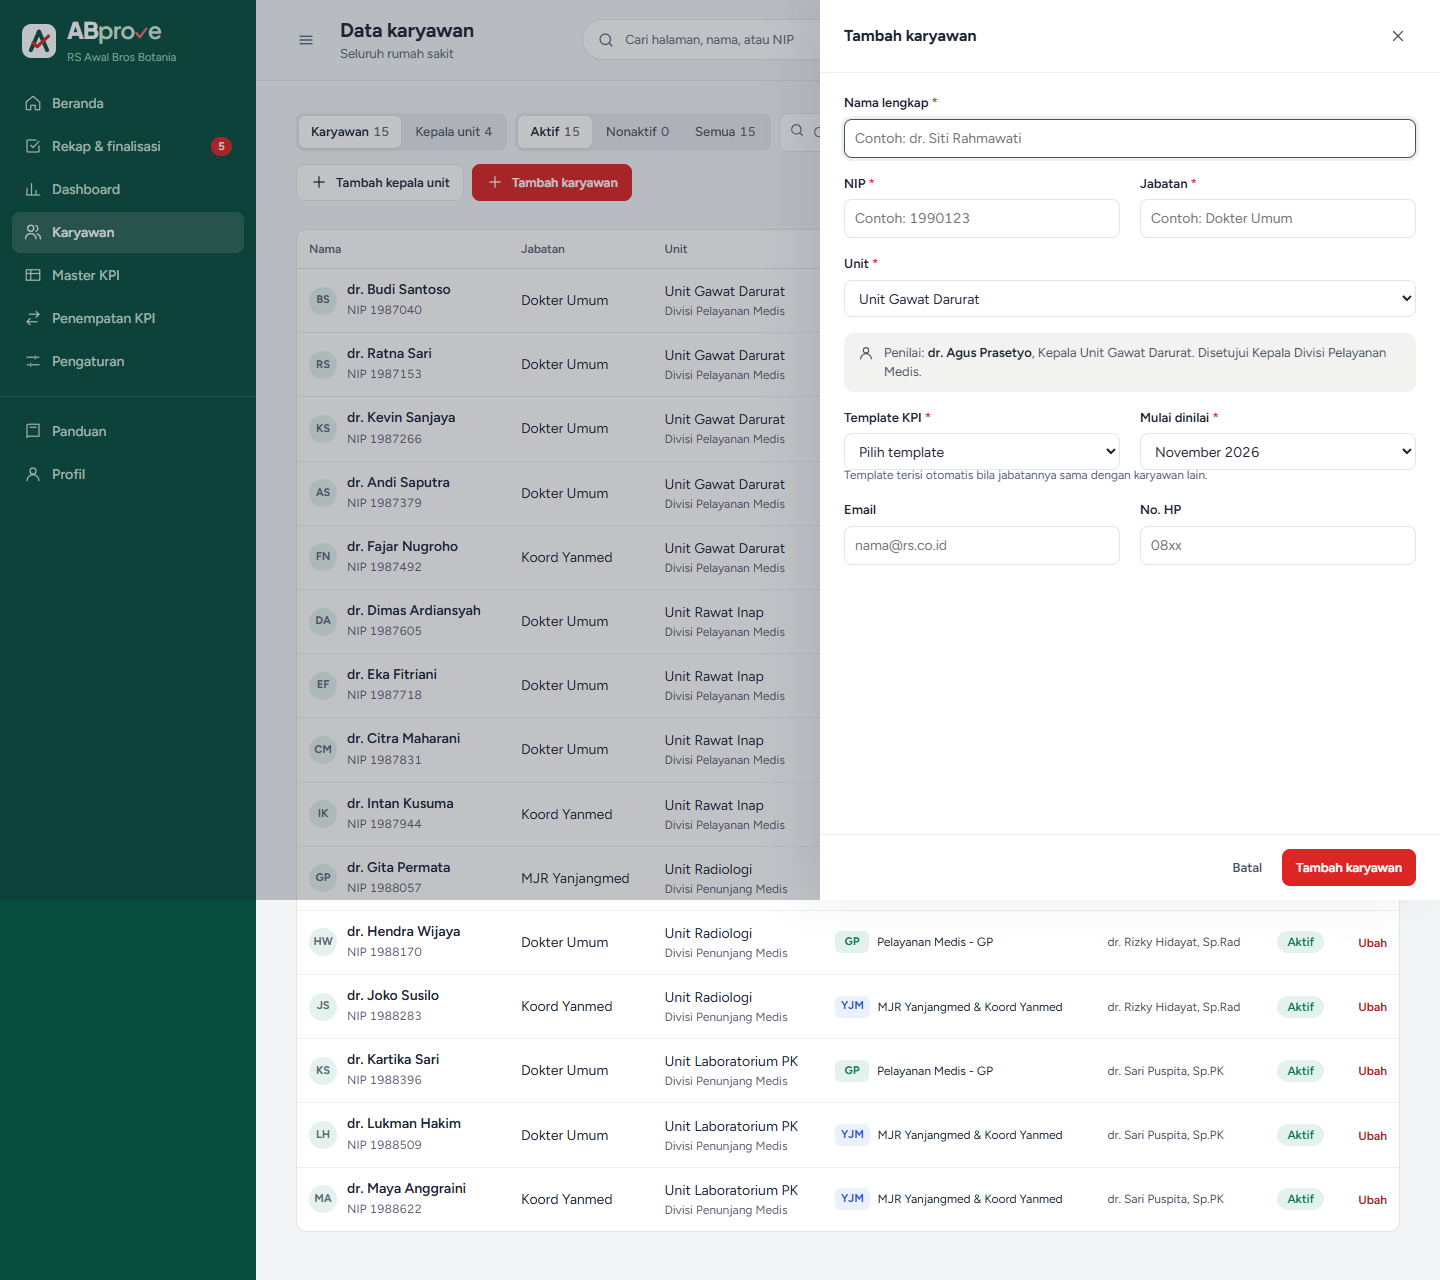 ABprove
RS Awal Bros Botania
Beranda
Rekap & finalisasi 5
Dashboard
Karyawan
Master KPI
Penempatan KPI
Pengaturan
Panduan
Profil
Data karyawan
Seluruh rumah sakit
Cari halaman, nama, atau NIP
Karyawan 15 Kepala unit 4 Aktif 15 Nonaktif 0 Semua 15
Tambah kepala unit Tambah karyawan
Nama Jabatan Unit
BS dr. Budi Santoso NIP 1987040 Dokter Umum Unit Gawat Darurat Divisi Pelayanan Medis
RS dr. Ratna Sari NIP 1987153 Dokter Umum Unit Gawat Darurat Divisi Pelayanan Medis
KS dr. Kevin Sanjaya NIP 1987266 Dokter Umum Unit Gawat Darurat Divisi Pelayanan Medis
AS dr. Andi Saputra NIP 1987379 Dokter Umum Unit Gawat Darurat Divisi Pelayanan Medis
FN dr. Fajar Nugroho NIP 1987492 Koord Yanmed Unit Gawat Darurat Divisi Pelayanan Medis
DA dr. Dimas Ardiansyah NIP 1987605 Dokter Umum Unit Rawat Inap Divisi Pelayanan Medis
EF dr. Eka Fitriani NIP 1987718 Dokter Umum Unit Rawat Inap Divisi Pelayanan Medis
CM dr. Citra Maharani NIP 1987831 Dokter Umum Unit Rawat Inap Divisi Pelayanan Medis
IK dr. Intan Kusuma NIP 1987944 Koord Yanmed Unit Rawat Inap Divisi Pelayanan Medis
GP dr. Gita Permata NIP 1988057 MJR Yanjangmed Unit Radiologi Divisi Penunjang Medis
HW dr. Hendra Wijaya NIP 1988170 Dokter Umum Unit Radiologi Divisi Penunjang Medis GP Pelayanan Medis - GP dr. Rizky Hidayat, Sp.Rad Aktif Ubah
JS dr. Joko Susilo NIP 1988283 Koord Yanmed Unit Radiologi Divisi Penunjang Medis YJM MJR Yanjangmed & Koord Yanmed dr. Rizky Hidayat, Sp.Rad Aktif Ubah
KS dr. Kartika Sari NIP 1988396 Dokter Umum Unit Laboratorium PK Divisi Penunjang Medis GP Pelayanan Medis - GP dr. Sari Puspita, Sp.PK Aktif Ubah
LH dr. Lukman Hakim NIP 1988509 Dokter Umum Unit Laboratorium PK Divisi Penunjang Medis YJM MJR Yanjangmed & Koord Yanmed dr. Sari Puspita, Sp.PK Aktif Ubah
MA dr. Maya Anggraini NIP 1988622 Koord Yanmed Unit Laboratorium PK Divisi Penunjang Medis YJM MJR Yanjangmed & Koord Yanmed dr. Sari Puspita, Sp.PK Aktif Ubah
Tambah karyawan
Nama lengkap *
Contoh: dr. Siti Rahmawati
NIP * Jabatan *
Contoh: 1990123 Contoh: Dokter Umum
Unit *
Unit Gawat Darurat
Penilai: dr. Agus Prasetyo, Kepala Unit Gawat Darurat. Disetujui Kepala Divisi Pelayanan
Medis.
Template KPI * Mulai dinilai *
Pilih template November 2026
Template terisi otomatis bila jabatannya sama dengan karyawan lain.
Email No. HP
nama@rs.co.id 08xx
Batal Tambah karyawan